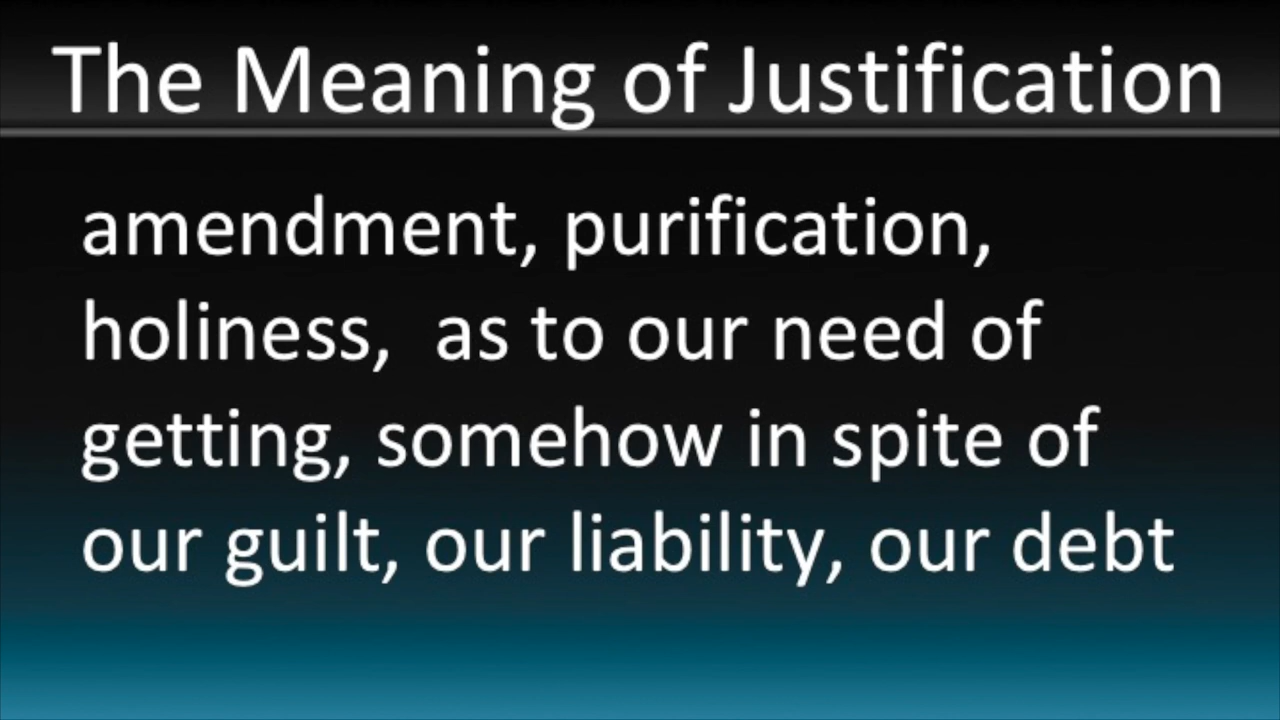 The Meaning of Justification
amendment, purification,
holiness,  as to our need of
getting, somehow in spite of
our guilt, our liability, our debt